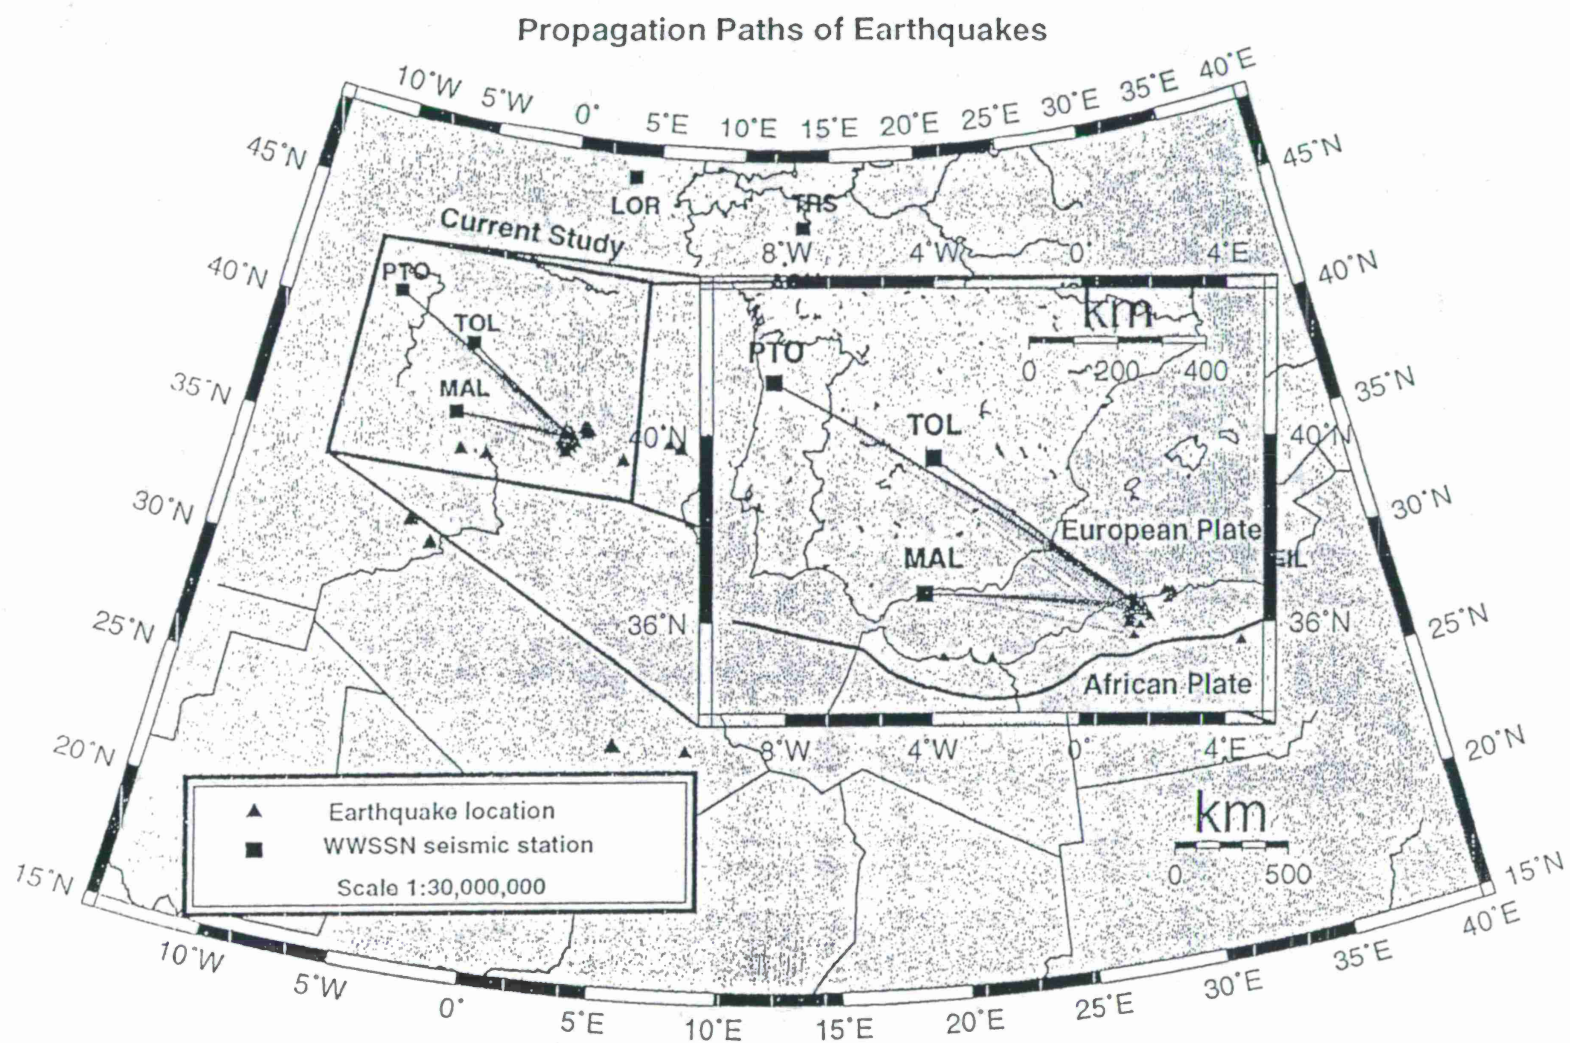 Propagation Paths of Earthquakes
10°W 5°W 0° 5°E 10°E 15°E 20°E 25°E 30°E 35°E 40°E
45°N 45°N
LOR TRS
Current Study
8°W 4°W 0° 4°E
40°N 40°N
PTO
km
TOL
PTO
0 200 400
35°N MAL 35°N
TOL
40°N 40°N
30°N 30°N
European Plate
MAL EIL
25°N 36°N 36°N 25°N
African Plate
20°N 8°W 4°W 0° 4°E 20°N
Earthquake location
km
WWSSN seismic station
0 500
Scale 1:30,000,000
15°N 15°N
10°W 5°W 0° 5°E 10°E 15°E 20°E 25°E 30°E 35°E 40°E